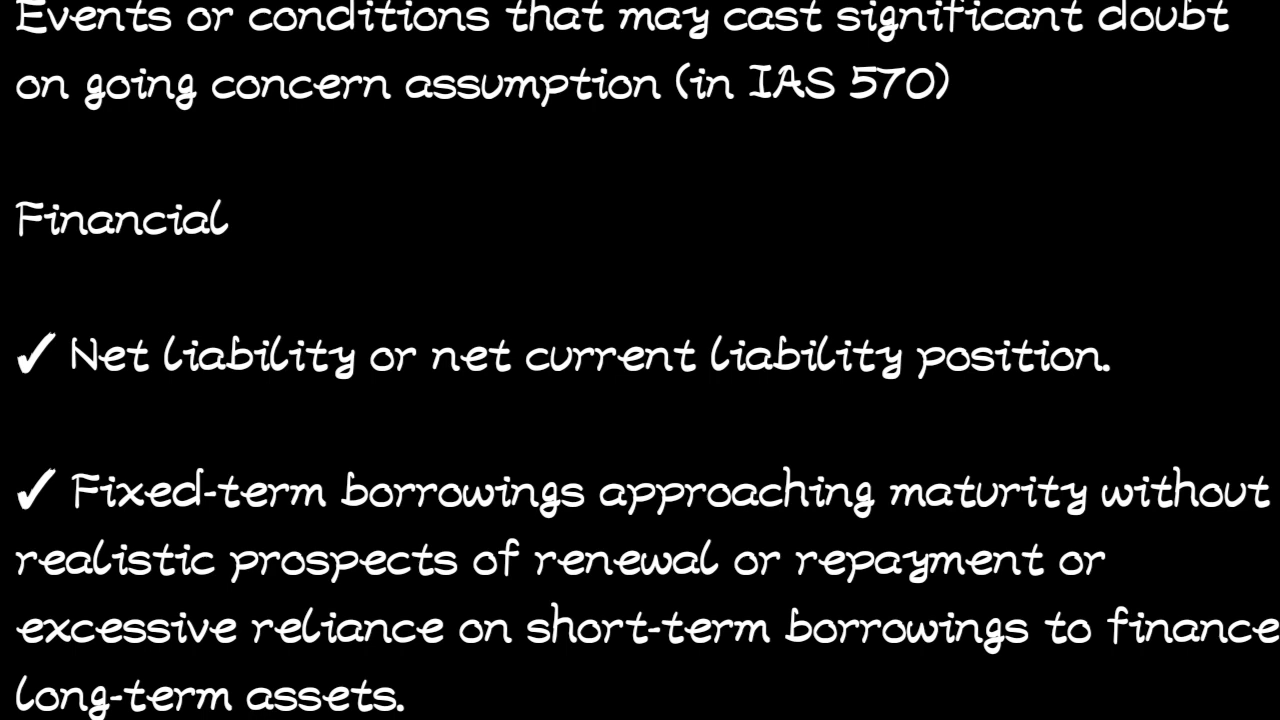 Events or conditions that may cast significant doubt
on going concern assumption (in IAS 570)
Financial
✓ Net liability or net current liability position.
✓ Fixed-term borrowings approaching maturity without
realistic prospects of renewal or repayment or
excessive reliance on short-term borrowings to finance
long-term assets.